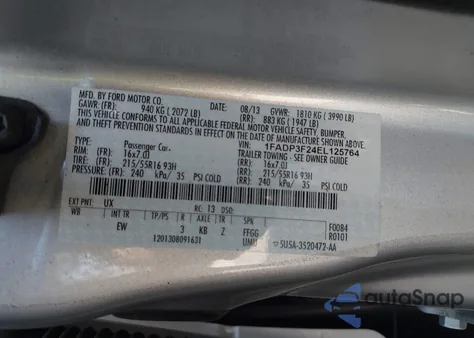 MFD. BY FORD MOTOR CO.
DATE: 08/13 GVWR: 1810 KG ( 3990 LB)
GAWR: (FR): 940 KG ( 2072 LB) (RR): 883 KG (1947 LB)
THIS VEHICLE CONFORMS TO ALL APPLICABLE FEDERAL
MOTOR VEHICLE SAFETY, BUMPER,
AND THEFT PREVENTION STANDARDS IN EFFECT ON THE DATE OF
MANUFACTURE SHOWN ABOVE.
VIN: 1FADP3F24EL125764
TYPE: Passenger Car
TRAILER TOWING - SEE OWNER GUIDE
RIM: (FR): 16x7.0J (RR): 16x7.0J
TIRE: (FR): 215/55R16 93H (RR): 215/55R16 93H
PRESSURE: (FR): 240 kPa/ 35 PSI COLD (RR): 240 kPa/ 35 PSI COLD
EXT PNT: UX RC: 13 DSO: F0084
WB INT TR TP/PS R AXLE TR SPR R0101
EW 3 KB Z FFGG
UNIU 5USA-3520472-AA
1201308091631
autoSnap